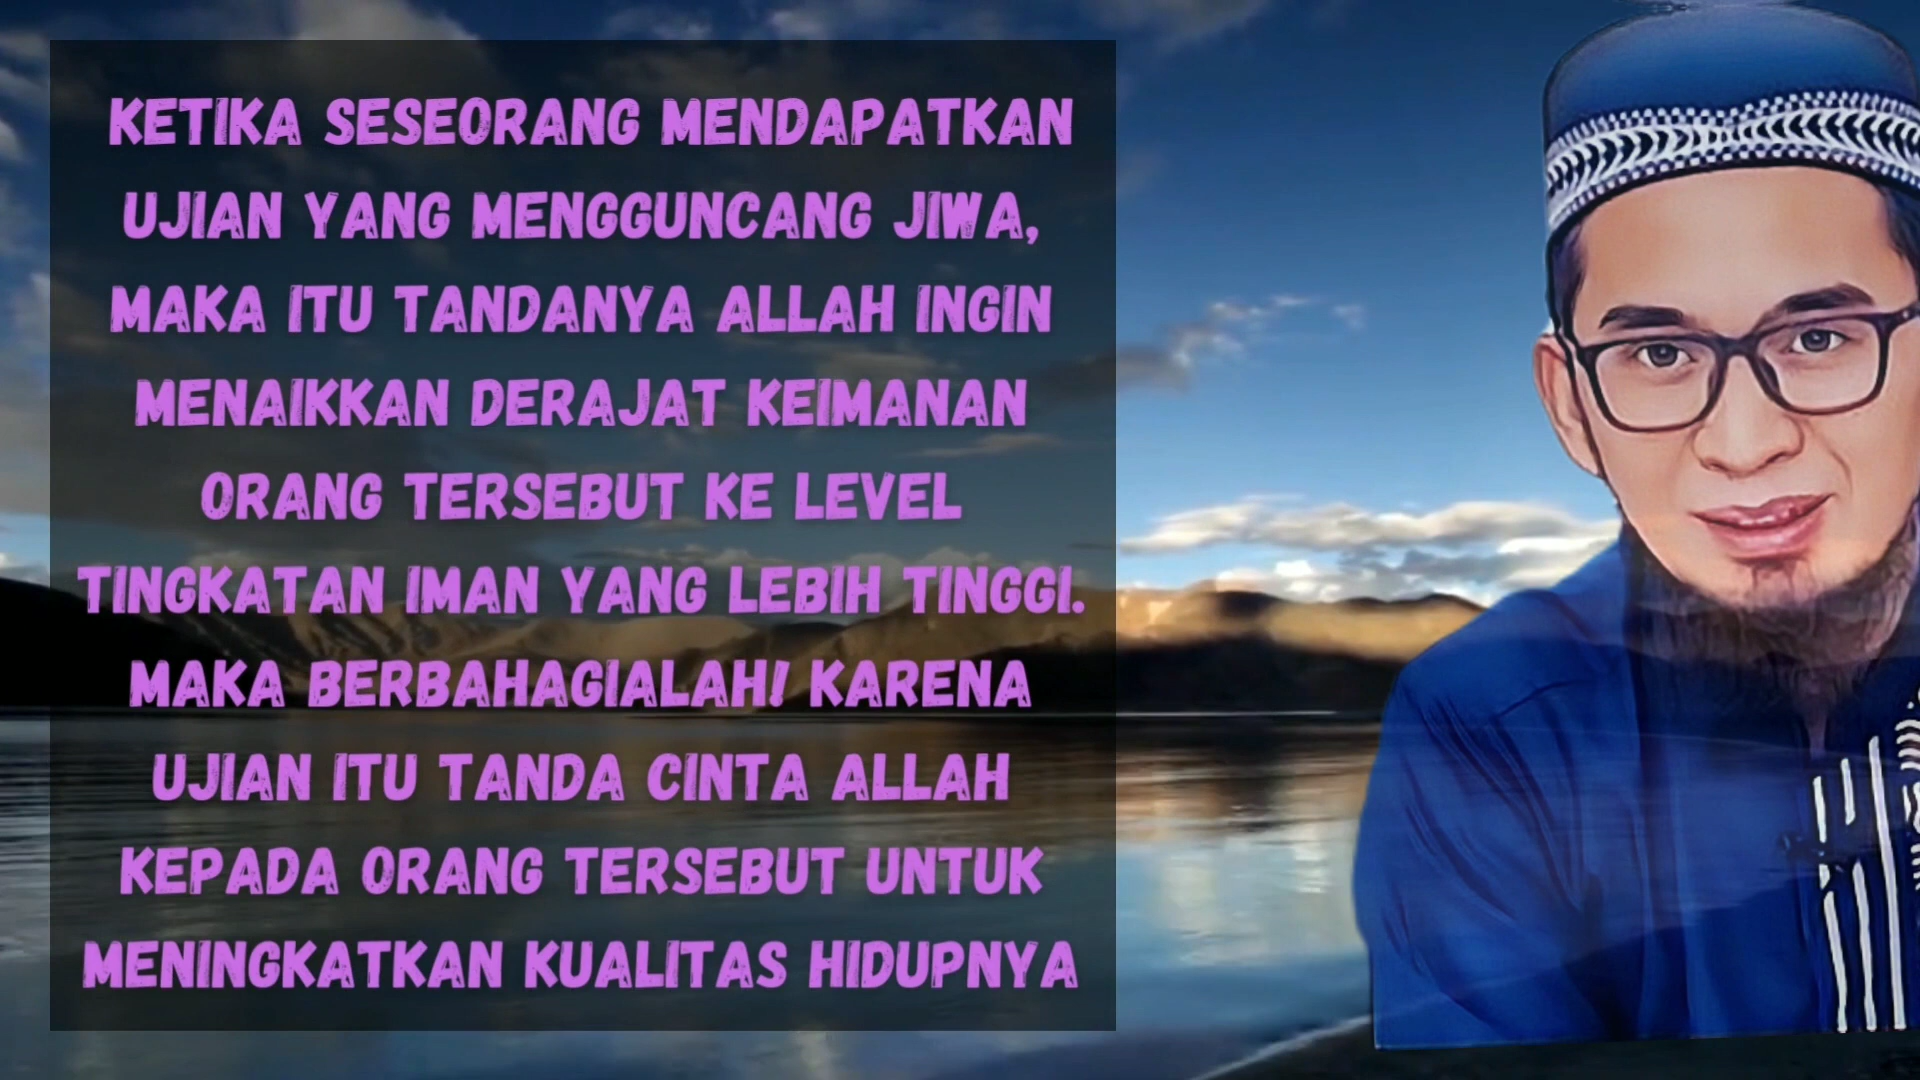 KETIKA SESEORANG MENDAPATKAN
UJIAN YANG MENGGUNCANG JIWA,
MAKA ITU TANDANYA ALLAH INGIN
MENAIKKAN DERAJAT KEIMANAN
ORANG TERSEBUT KE LEVEL
TINGKATAN IMAN YANG LEBIH TINGGI.
MAKA BERBAHAGIALAH! KARENA
UJIAN ITU TANDA CINTA ALLAH
KEPADA ORANG TERSEBUT UNTUK
MENINGKATKAN KUALITAS HIDUPNYA